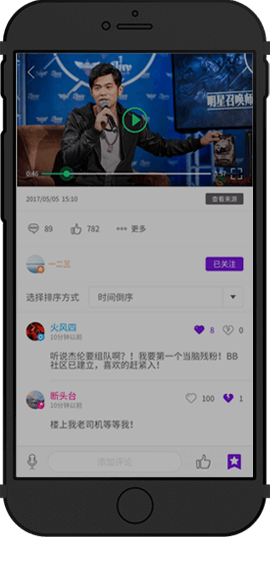 明星召唤师
0:46
2017/05/05 15:10
查看来源
89
782
更多
一二三
已关注
选择排序方式
时间倒序
火风四
8
0
10分钟以前
听说杰伦要组队啊？！我要第一个当脑残粉！BB
社区已建立，喜欢的赶紧入！
断头台
100
1
10分钟以前
楼上我老司机等等我！
添加评论